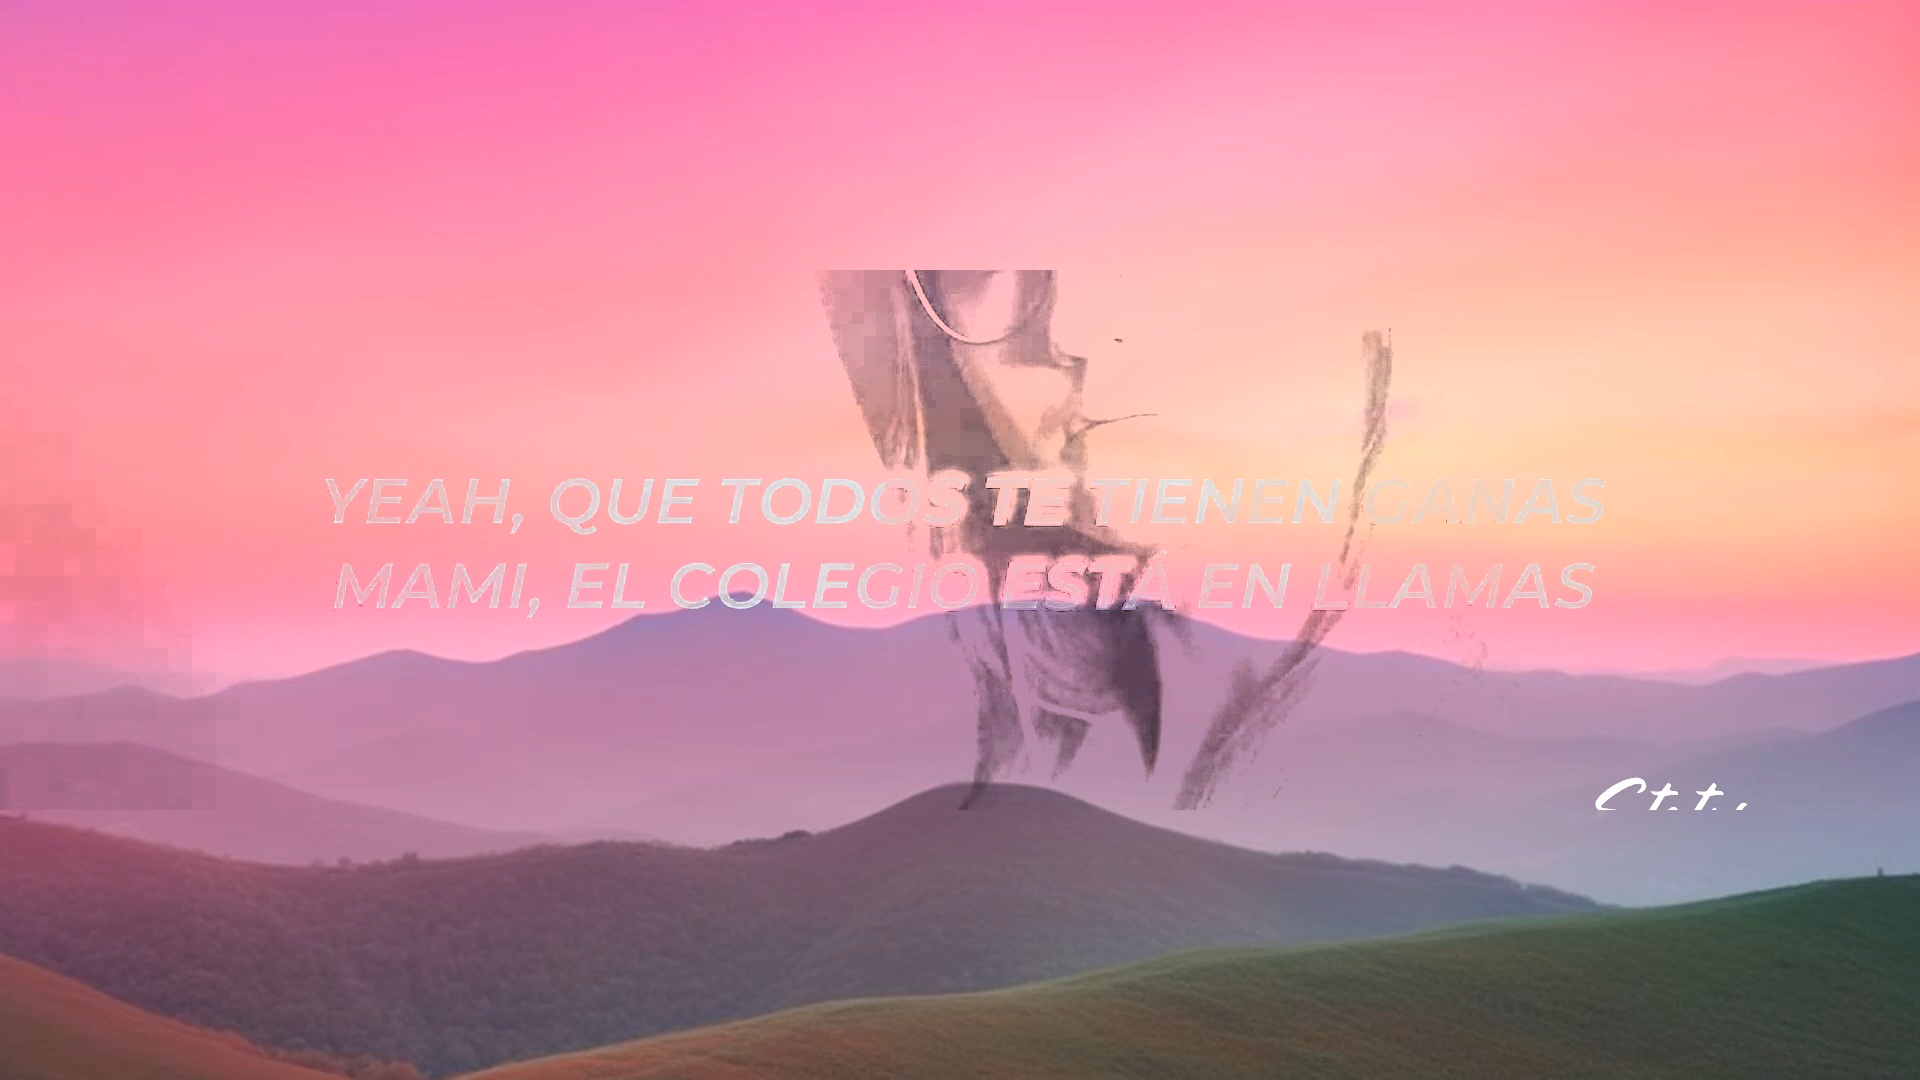 YEAH, QUE TODOS TE TIENEN GANAS
MAMI, EL COLEGIO ESTÁ EN LLAMAS